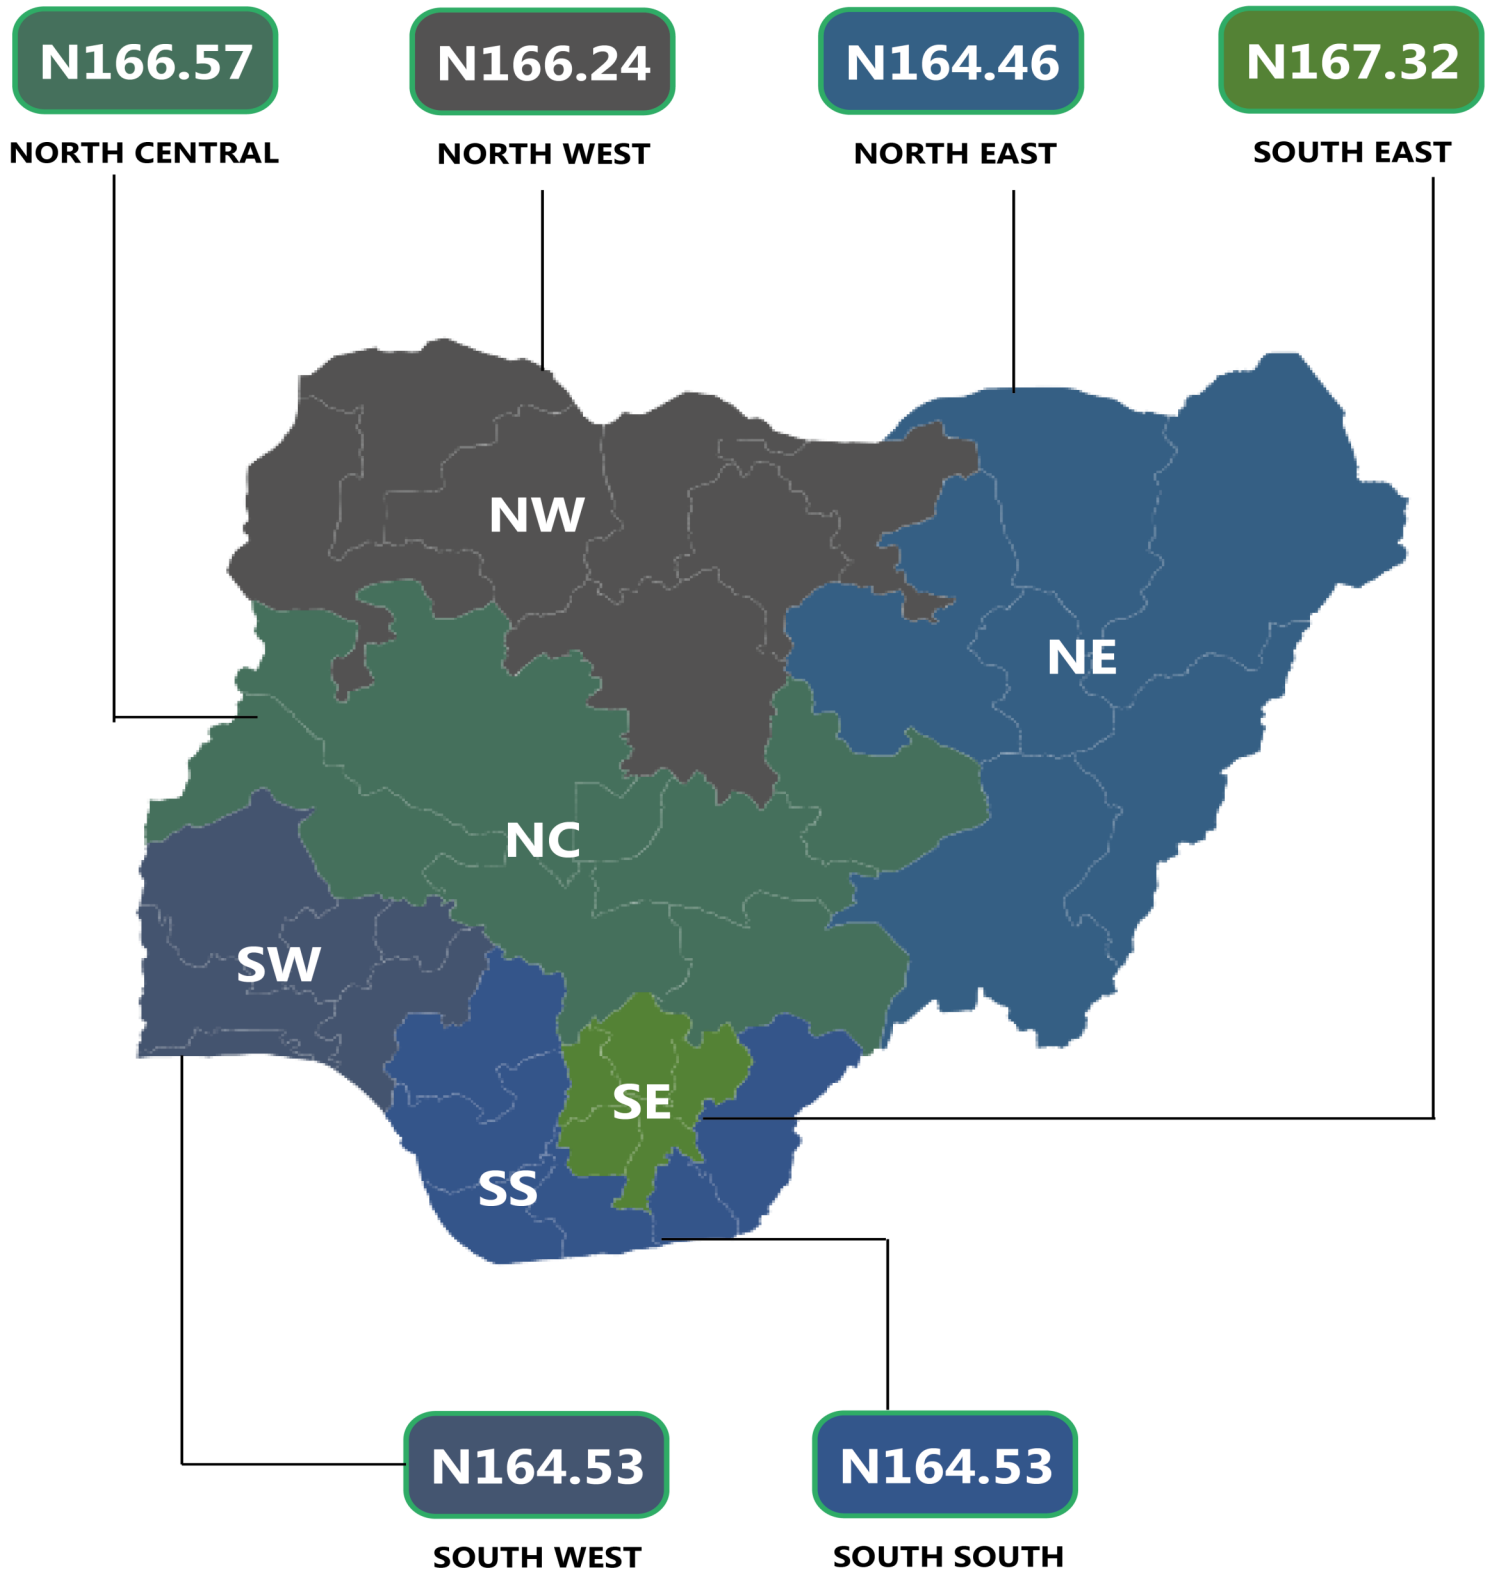 N166.57
NORTH CENTRAL
N166.24
NORTH WEST
N164.46
NORTH EAST
N167.32
SOUTH EAST
NW
NE
NC
SW
SE
SS
N164.53
SOUTH WEST
N164.53
SOUTH SOUTH